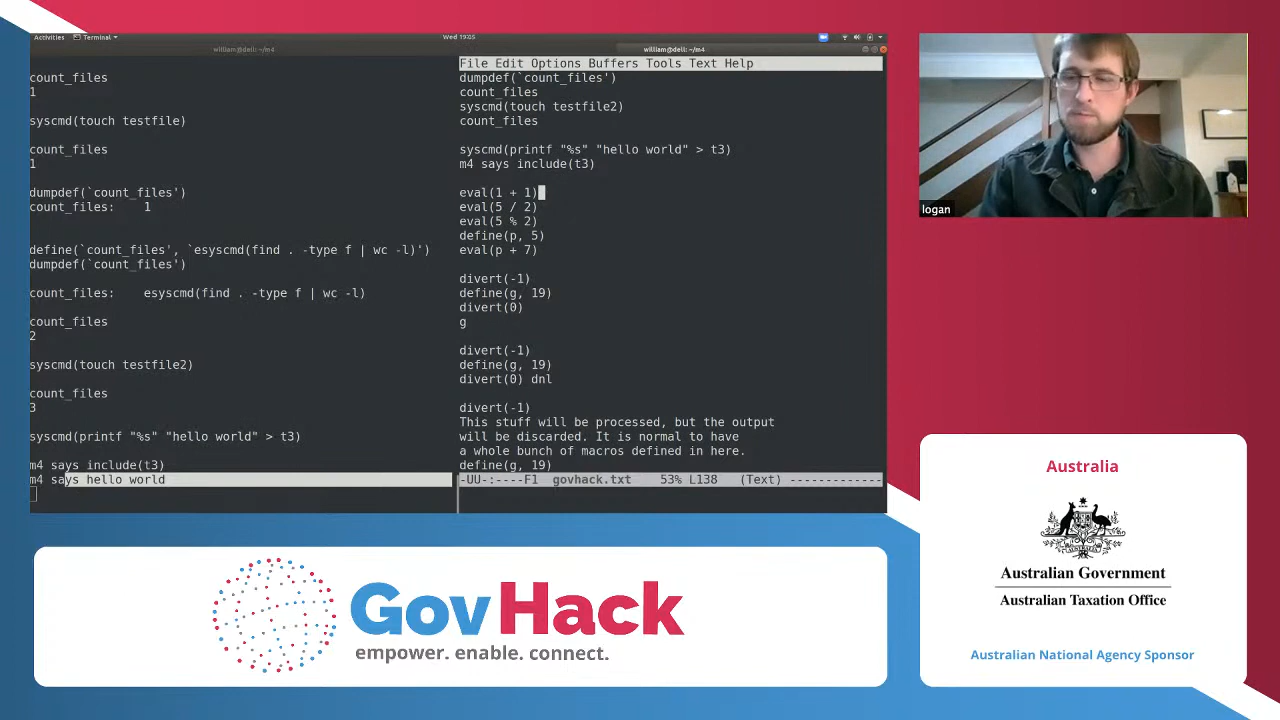 Activities Terminal Wed 19:05
william@dell: ~/m4
count_files
1
syscmd(touch testfile)
count_files
1
dumpdef(`count_files')
count_files: 1
define(`count_files', `esyscmd(find . -type f | wc -l)')
dumpdef(`count_files')
count_files: esyscmd(find . -type f | wc -l)
count_files
2
syscmd(touch testfile2)
count_files
3
syscmd(printf "%s" "hello world" > t3)
m4 says include(t3)
m4 says hello world
william@dell: ~/m4
File Edit Options Buffers Tools Text Help
dumpdef(`count_files')
count_files
syscmd(touch testfile2)
count_files
syscmd(printf "%s" "hello world" > t3)
m4 says include(t3)
eval(1 + 1)
eval(5 / 2)
eval(5 % 2)
define(p, 5)
eval(p + 7)
divert(-1)
define(g, 19)
divert(0)
g
divert(-1)
define(g, 19)
divert(0) dnl
divert(-1)
This stuff will be processed, but the output
will be discarded. It is normal to have
a whole bunch of macros defined in here.
define(g, 19)
-UU-:----F1 govhack.txt 53% L138 (Text) -------------
logan
GovHack
empower. enable. connect.
Australia
Australian Government
Australian Taxation Office
Australian National Agency Sponsor